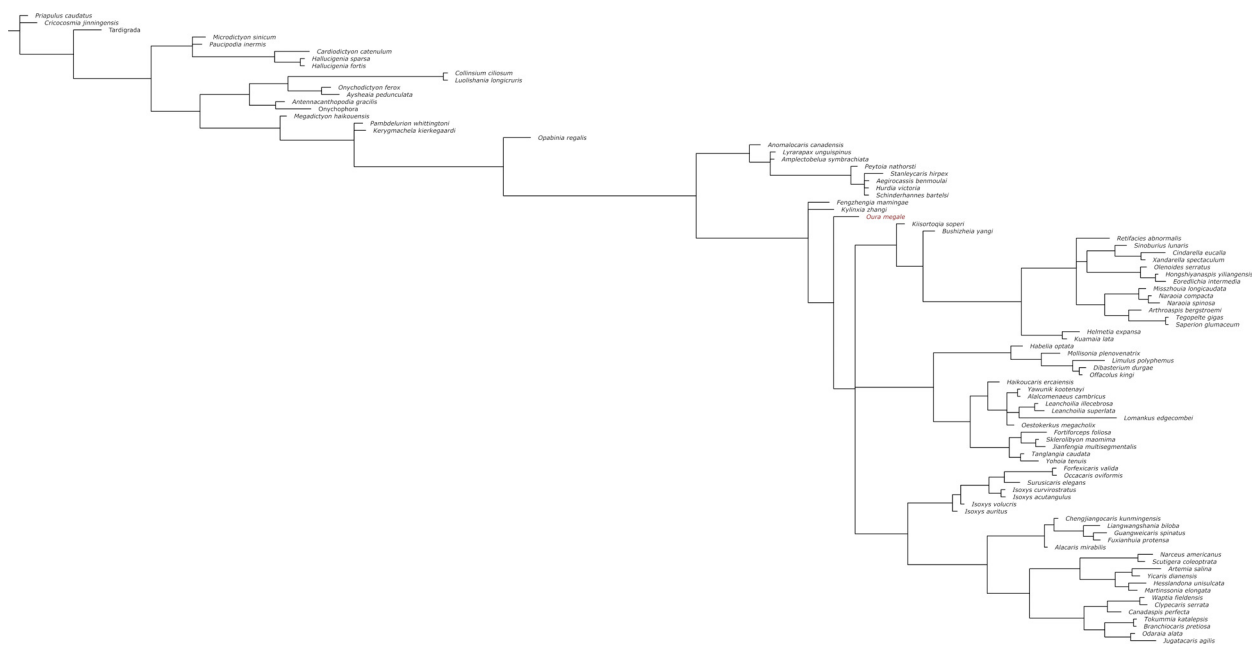 Priapulus caudatus
Cricocosmia jinningensis
Tardigrada
Microdictyon sinicum
Paucipodia inermis
Cardiodictyon catenulum
Hallucigenia sparsa
Hallucigenia fortis
Collinsium ciliosum
Luolishania longicruris
Onychodictyon ferox
Aysheaia pedunculata
Antennacanthopodia gracilis
Onychophora
Megadictyon haikouensis
Pambdelurion whittingtoni
Kerygmachela kierkegaardi
Opabinia regalis
Anomalocaris canadensis
Lyrarapax unguispinus
Amplectobelua symbrachiata
Peytoia nathorsti
Stanleycaris hirpex
Aegirocassis benmoulai
Hurdia victoria
Schinderhannes bartelsi
Fengzhengia mamingae
Kylinxia zhangi
Oura megale
Kiisortoqia soperi
Bushizheia yangi
Retifacies abnormalis
Sinoburius lunaris
Cindarella eucalla
Xandarella spectaculum
Olenoides serratus
Hongshiyanaspis yiliangensis
Eoredlichia intermedia
Misszhouia longicaudata
Naraoia compacta
Naraoia spinosa
Arthroaspis bergstroemi
Tegopelte gigas
Saperion glumaceum
Helmetia expansa
Kuamaia lata
Habelia optata
Mollisonia plenovenatrix
Limulus polyphemus
Dibasterium durgae
Offacolus kingi
Haikoucaris ercaiensis
Yawunik kootenayi
Alalcomenaeus cambricus
Leanchoilia illecebrosa
Leanchoilia superlata
Lomankus edgecombei
Oestokerkus megacholix
Fortiforceps foliosa
Sklerolibyon maomima
Jianfengia multisegmentalis
Tanglangia caudata
Yohoia tenuis
Forfexicaris valida
Occacaris oviformis
Surusicaris elegans
Isoxys curvirostratus
Isoxys acutangulus
Isoxys volucris
Isoxys auritus
Chengjiangocaris kunmingensis
Liangwangshania biloba
Guangweicaris spinatus
Fuxianhuia protensa
Alacaris mirabilis
Narceus americanus
Scutigera coleoptrata
Artemia salina
Yicaris dianensis
Hesslandona unisulcata
Martinssonia elongata
Waptia fieldensis
Clypecaris serrata
Canadaspis perfecta
Tokummia katalepsis
Branchiocaris pretiosa
Odaraia alata
Jugatacaris agilis